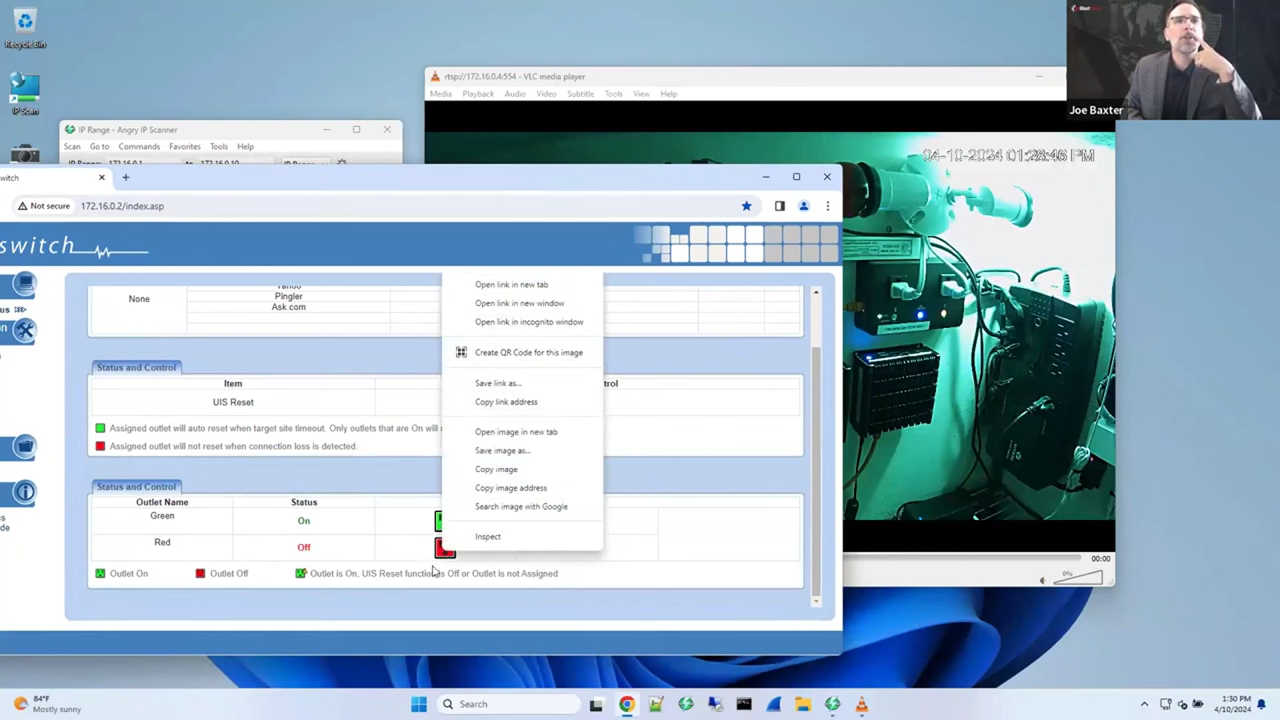 Recycle Bin
IP Scan
Joe Baxter
rtsp://172.16.0.4:554 - VLC media player
Media Playback Audio Video Subtitle Tools View Help
04-10-2024 01:28:46 PM
IP Range - Angry IP Scanner
Scan Go to Commands Favorites Tools Help
witch
Not secure 172.16.0.2/index.asp
switch
None
Yahoo
Pingler
Ask.com
Status and Control
Item
UIS Reset
Assigned outlet will auto reset when target site timeout. Only outlets that are On will
Assigned outlet will not reset when connection loss is detected.
Status and Control
Outlet Name Status
Green On
Red Off
Outlet On Outlet Off Outlet is On, UIS Reset function is Off or Outlet is not Assigned
Open link in new tab
Open link in new window
Open link in incognito window
Create QR Code for this image
Save link as...
Copy link address
Open image in new tab
Save image as...
Copy image
Copy image address
Search image with Google
Inspect
00:00
0%
84°F
Mostly sunny
Search
1:30 PM
4/10/2024